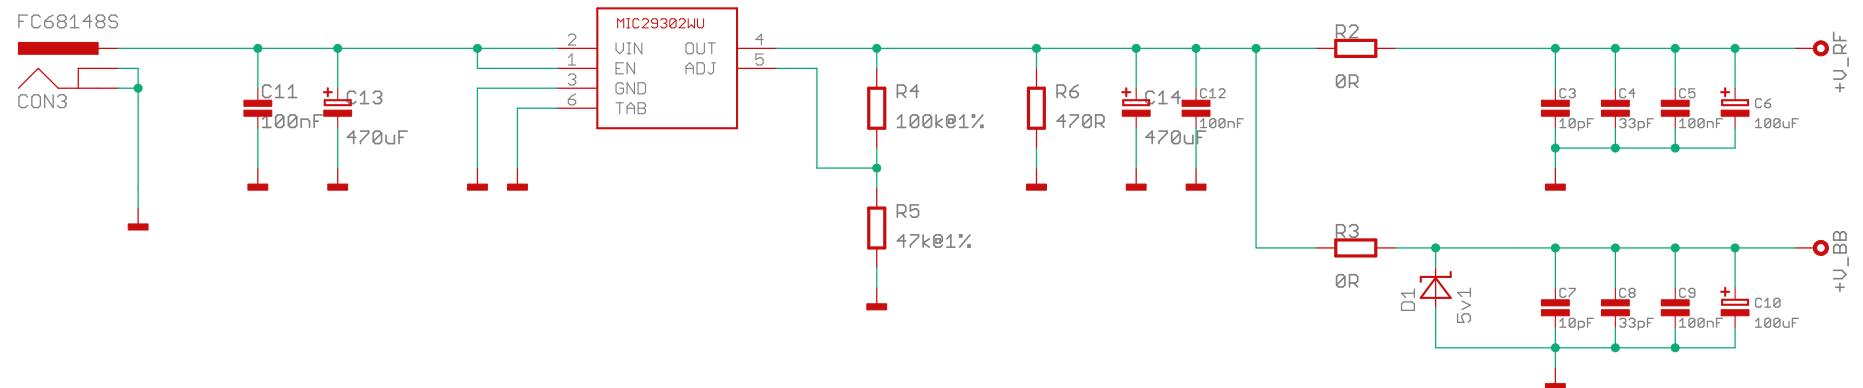 FC68148S
CON3
C11
100nF
+
C13
470uF
MIC29302WU
2 VIN OUT 4
1 EN ADJ 5
3 GND
6 TAB
R4
100k@1%
R5
47k@1%
R6
470R
+
C14
470uF
C12
100nF
R2
0R
C3
10pF
C4
33pF
C5
100nF
+
C6
100uF
+V_RF
R3
0R
D1
5v1
C7
10pF
C8
33pF
C9
100nF
+
C10
100uF
+V_BB